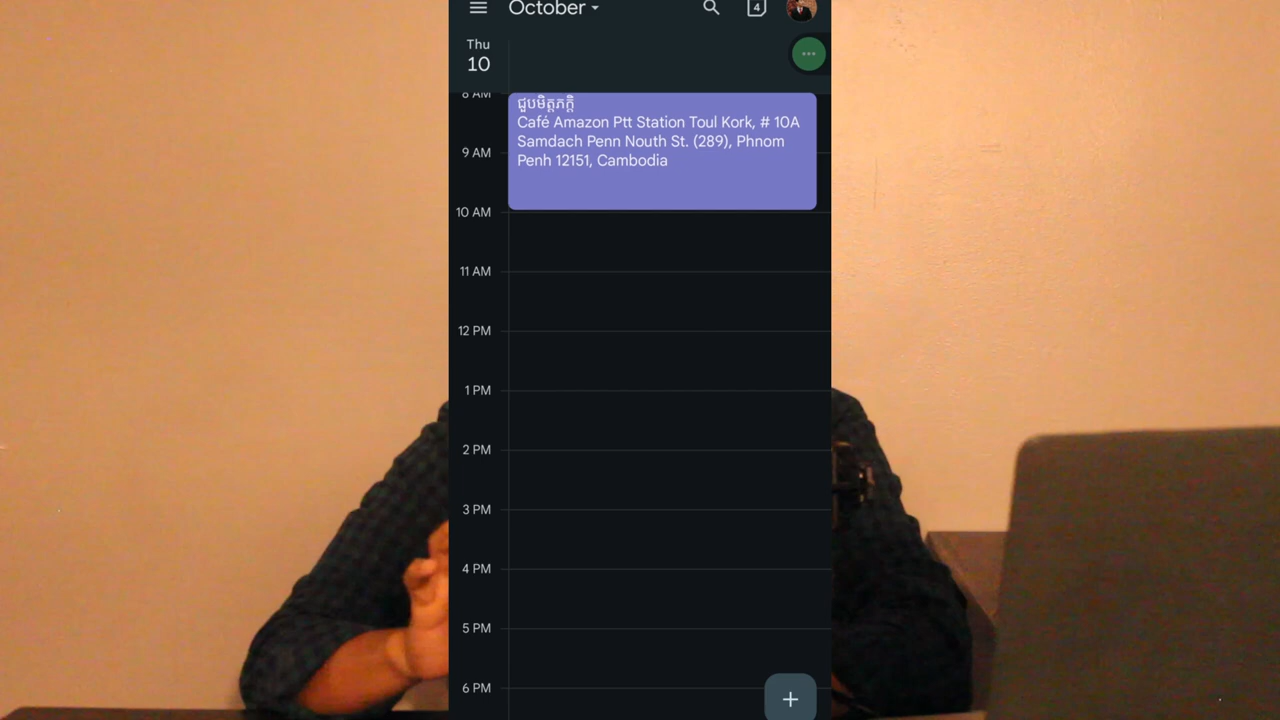 October
4
Thu
10
8 AM
ជួបមិត្តភក្តិ
Café Amazon Ptt Station Toul Kork, # 10A
Samdach Penn Nouth St. (289), Phnom
Penh 12151, Cambodia
9 AM
10 AM
11 AM
12 PM
1 PM
2 PM
3 PM
4 PM
5 PM
6 PM